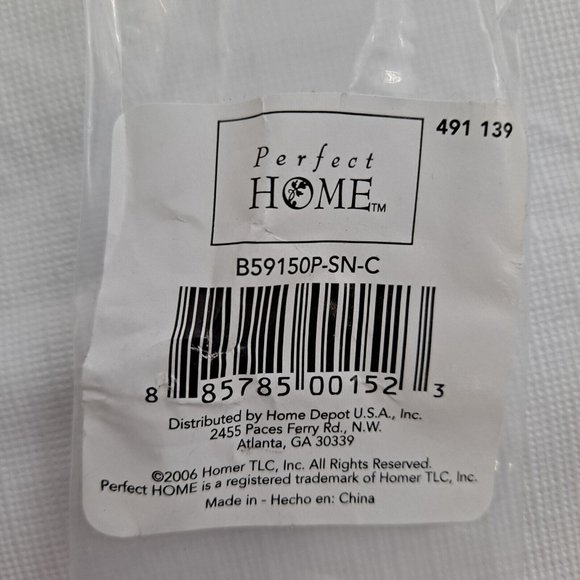 491 139
Perfect
HOME™
B59150P-SN-C
8 85785 00152 3
Distributed by Home Depot U.S.A., Inc.
2455 Paces Ferry Rd., N.W.
Atlanta, GA 30339
©2006 Homer TLC, Inc. All Rights Reserved.
Perfect HOME is a registered trademark of Homer TLC, Inc.
Made in - Hecho en: China